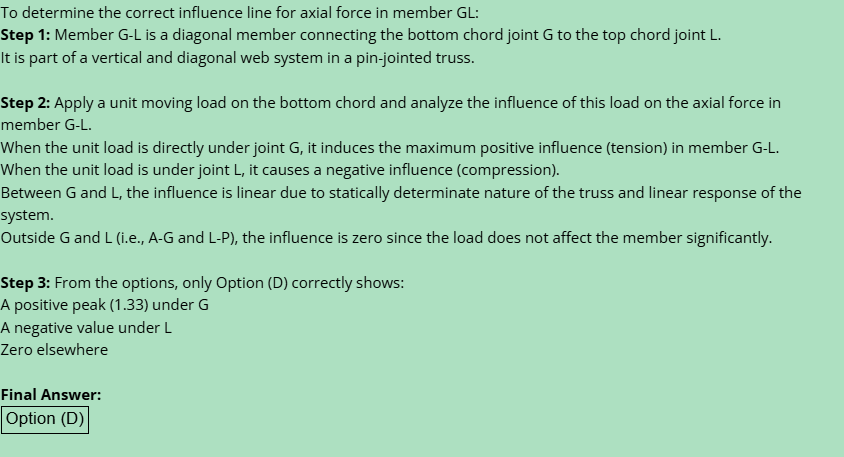 To determine the correct influence line for axial force in member GL:
Step 1: Member G-L is a diagonal member connecting the bottom chord joint G to the top chord joint L.
It is part of a vertical and diagonal web system in a pin-jointed truss.
Step 2: Apply a unit moving load on the bottom chord and analyze the influence of this load on the axial force in
member G-L.
When the unit load is directly under joint G, it induces the maximum positive influence (tension) in member G-L.
When the unit load is under joint L, it causes a negative influence (compression).
Between G and L, the influence is linear due to statically determinate nature of the truss and linear response of the
system.
Outside G and L (i.e., A-G and L-P), the influence is zero since the load does not affect the member significantly.
Step 3: From the options, only Option (D) correctly shows:
A positive peak (1.33) under G
A negative value under L
Zero elsewhere
Final Answer:
Option (D)